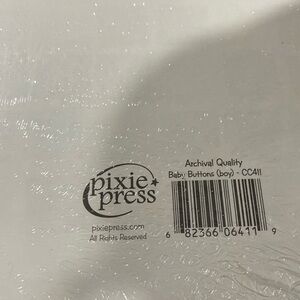 pixie
press
pixiepress.com
All Rights Reserved
Archival Quality
Baby Buttons (boy) - CC411
6 82366 06411 9